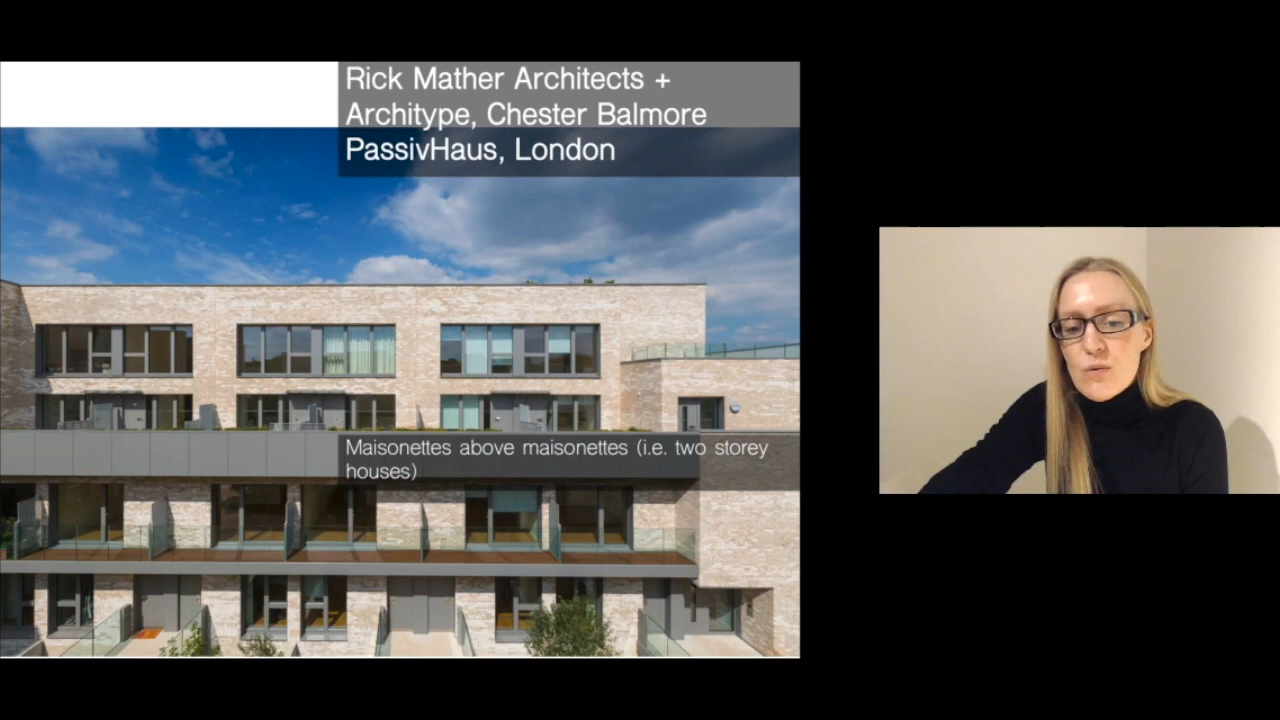 Rick Mather Architects +
Architype, Chester Balmore
PassivHaus, London
Maisonettes above maisonettes (i.e. two storey
houses)